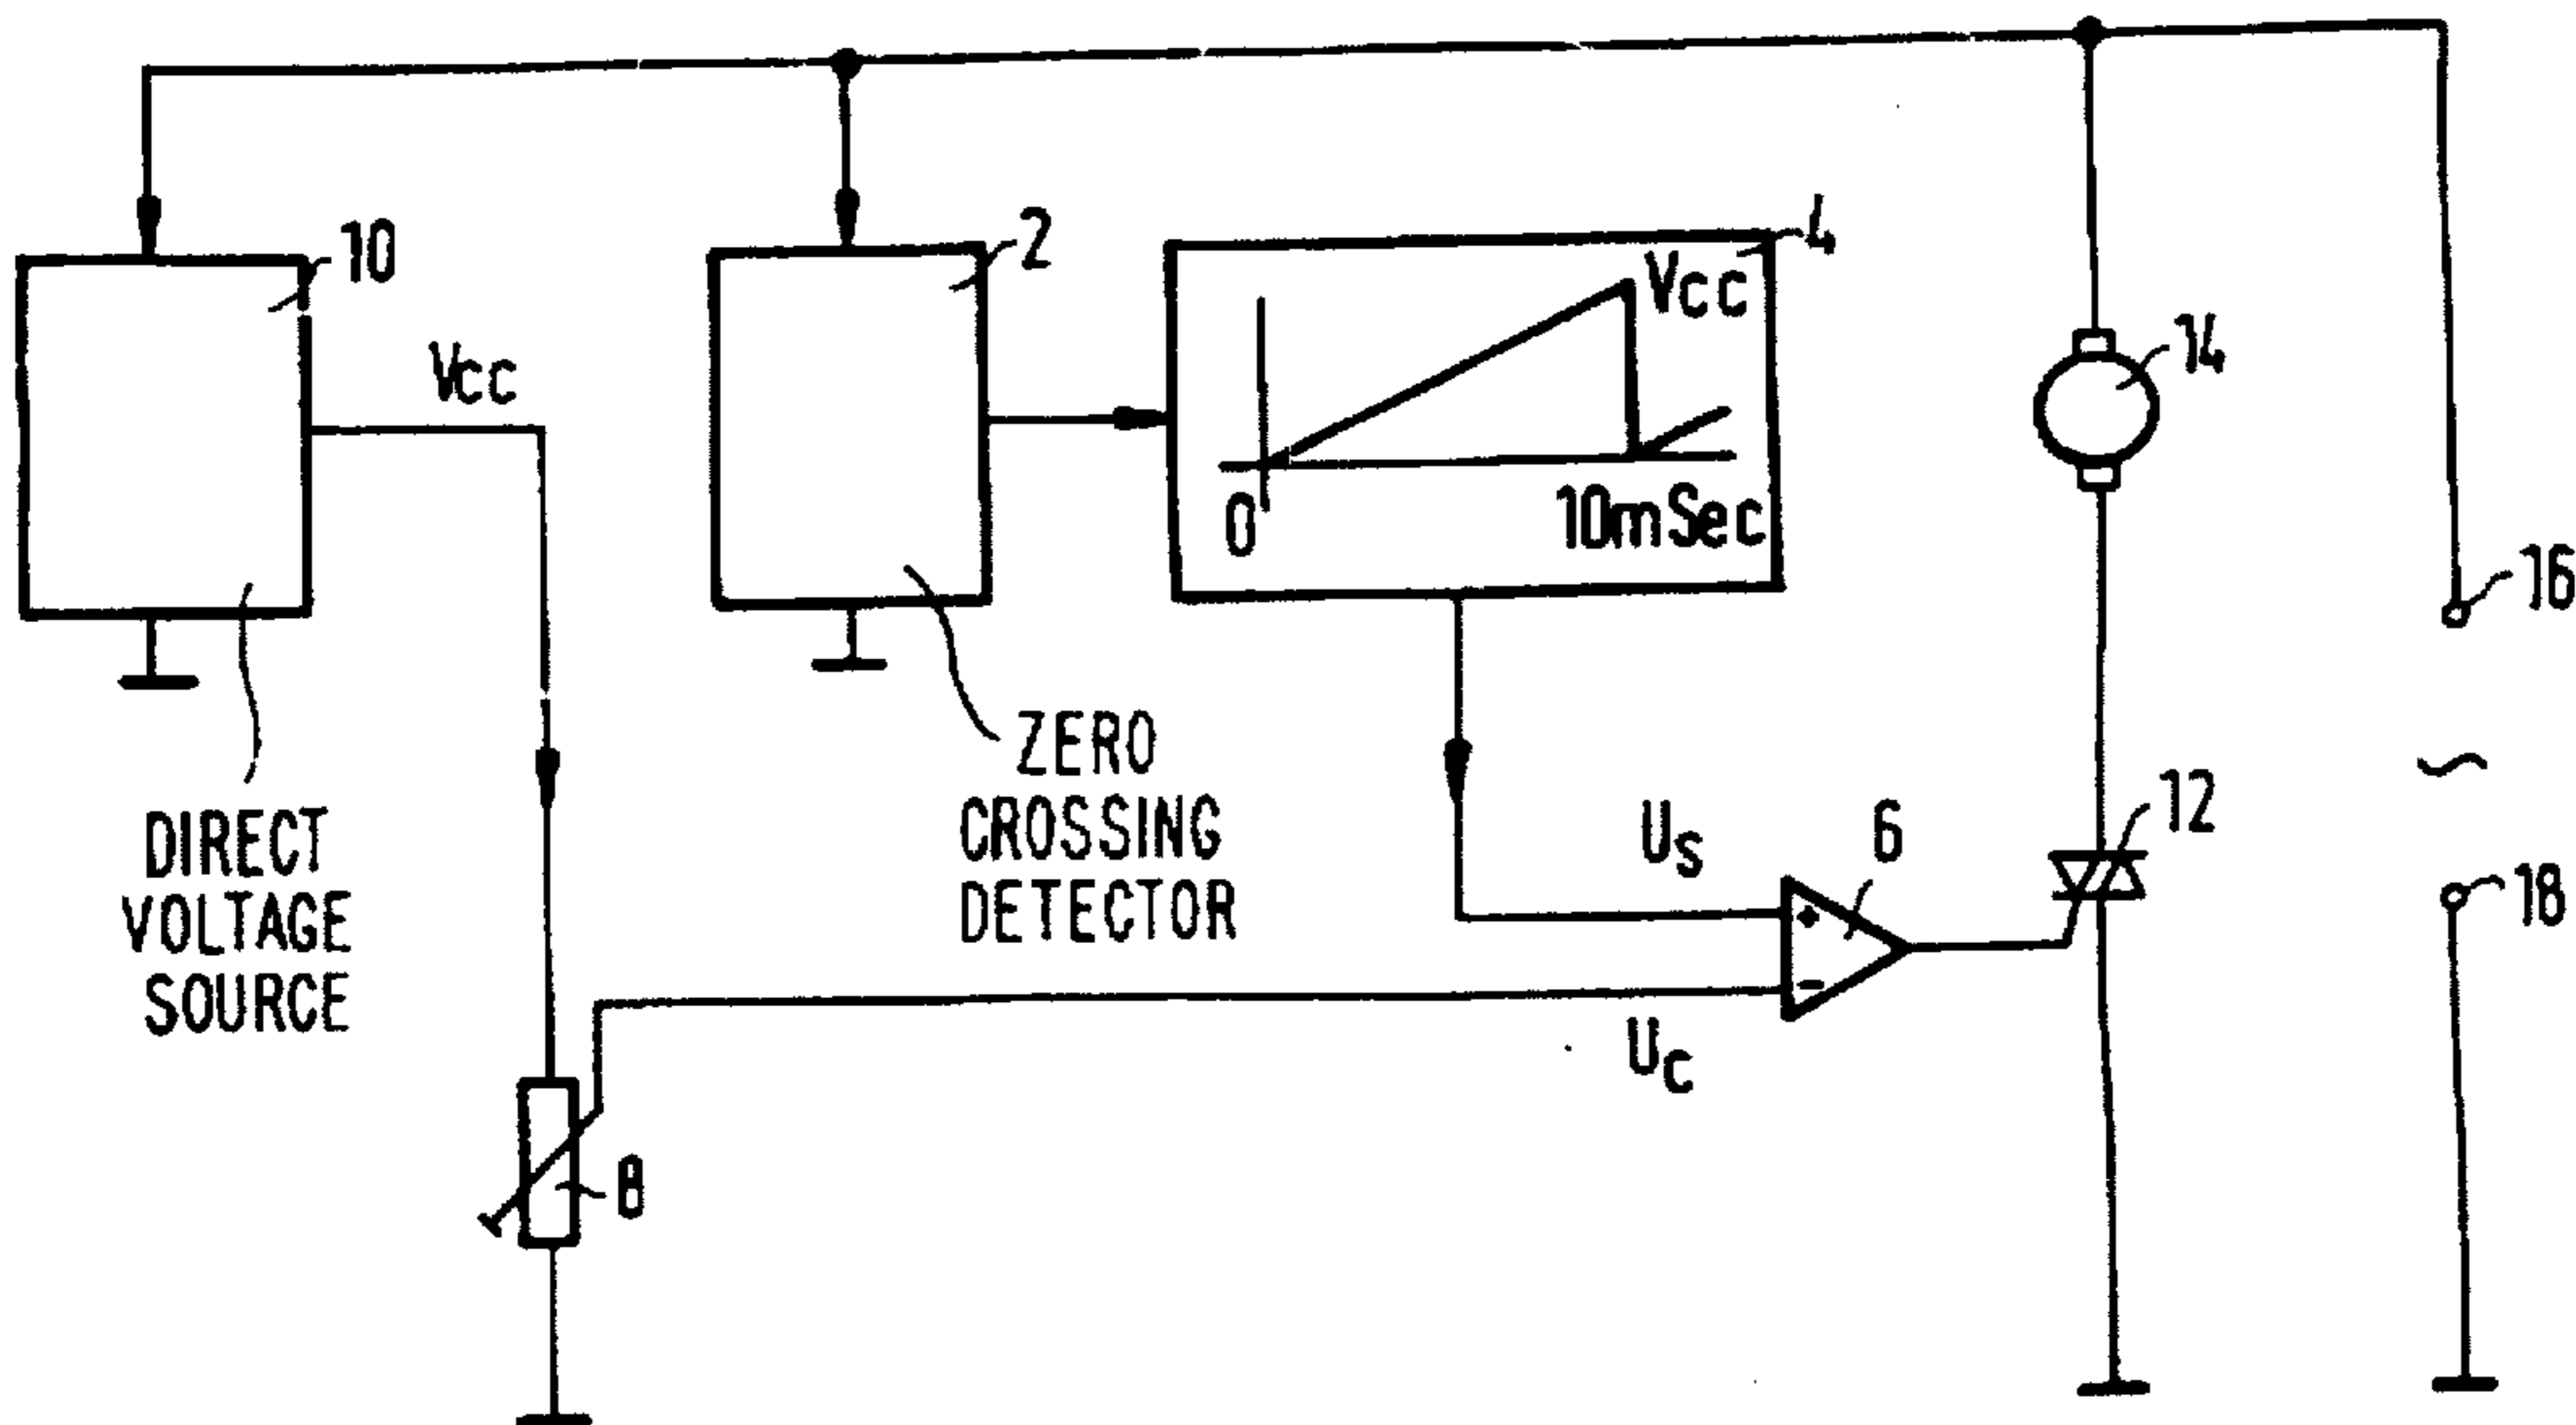 10
2
4
Vcc
14
Vcc
0
10mSec
16
ZERO
CROSSING
DETECTOR
DIRECT
VOLTAGE
SOURCE
Us
6
12
~
18
+
-
Uc
8